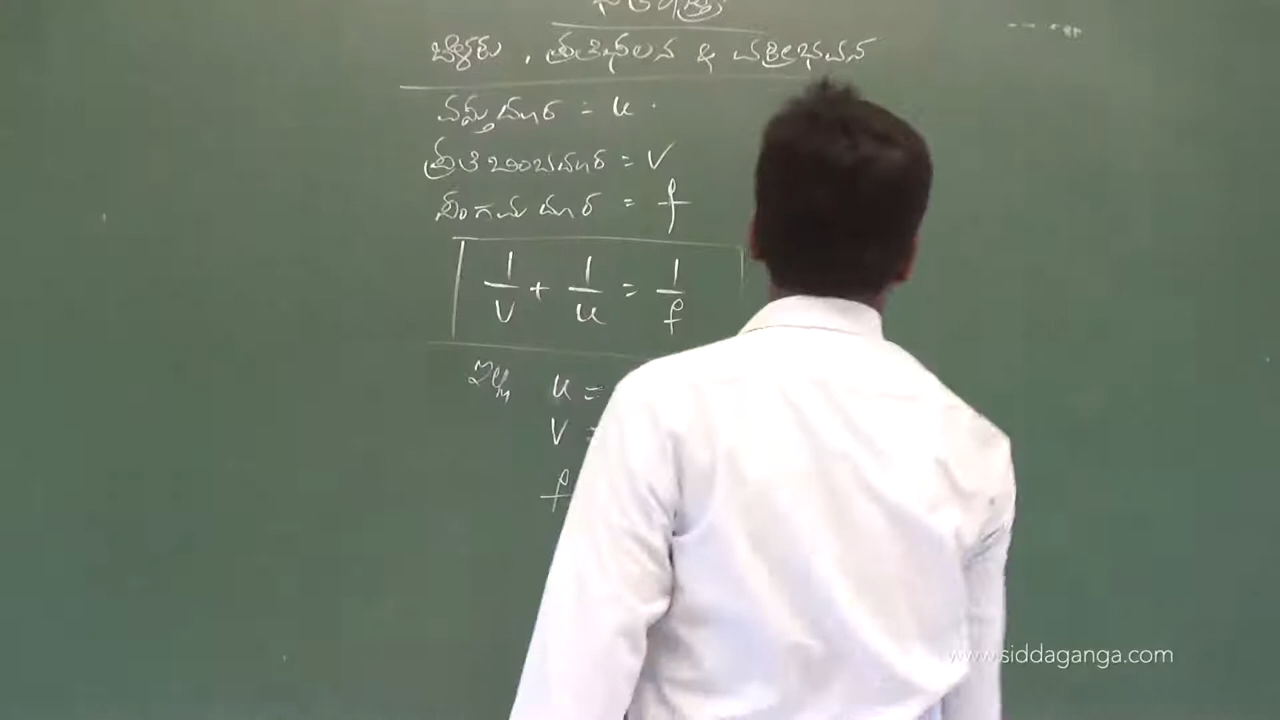 ಬೆಳಕು , ಪ್ರತಿಫಲನ & ವಕ್ರೀಭವನ
ವಸ್ತುದೂರ = u .
ಪ್ರತಿಬಿಂಬದೂರ = v
ಸಂಗಮ ದೂರ = f
1/v + 1/u = 1/f
ಇಲ್ಲಿ u =
v =
f
www.siddaganga.com